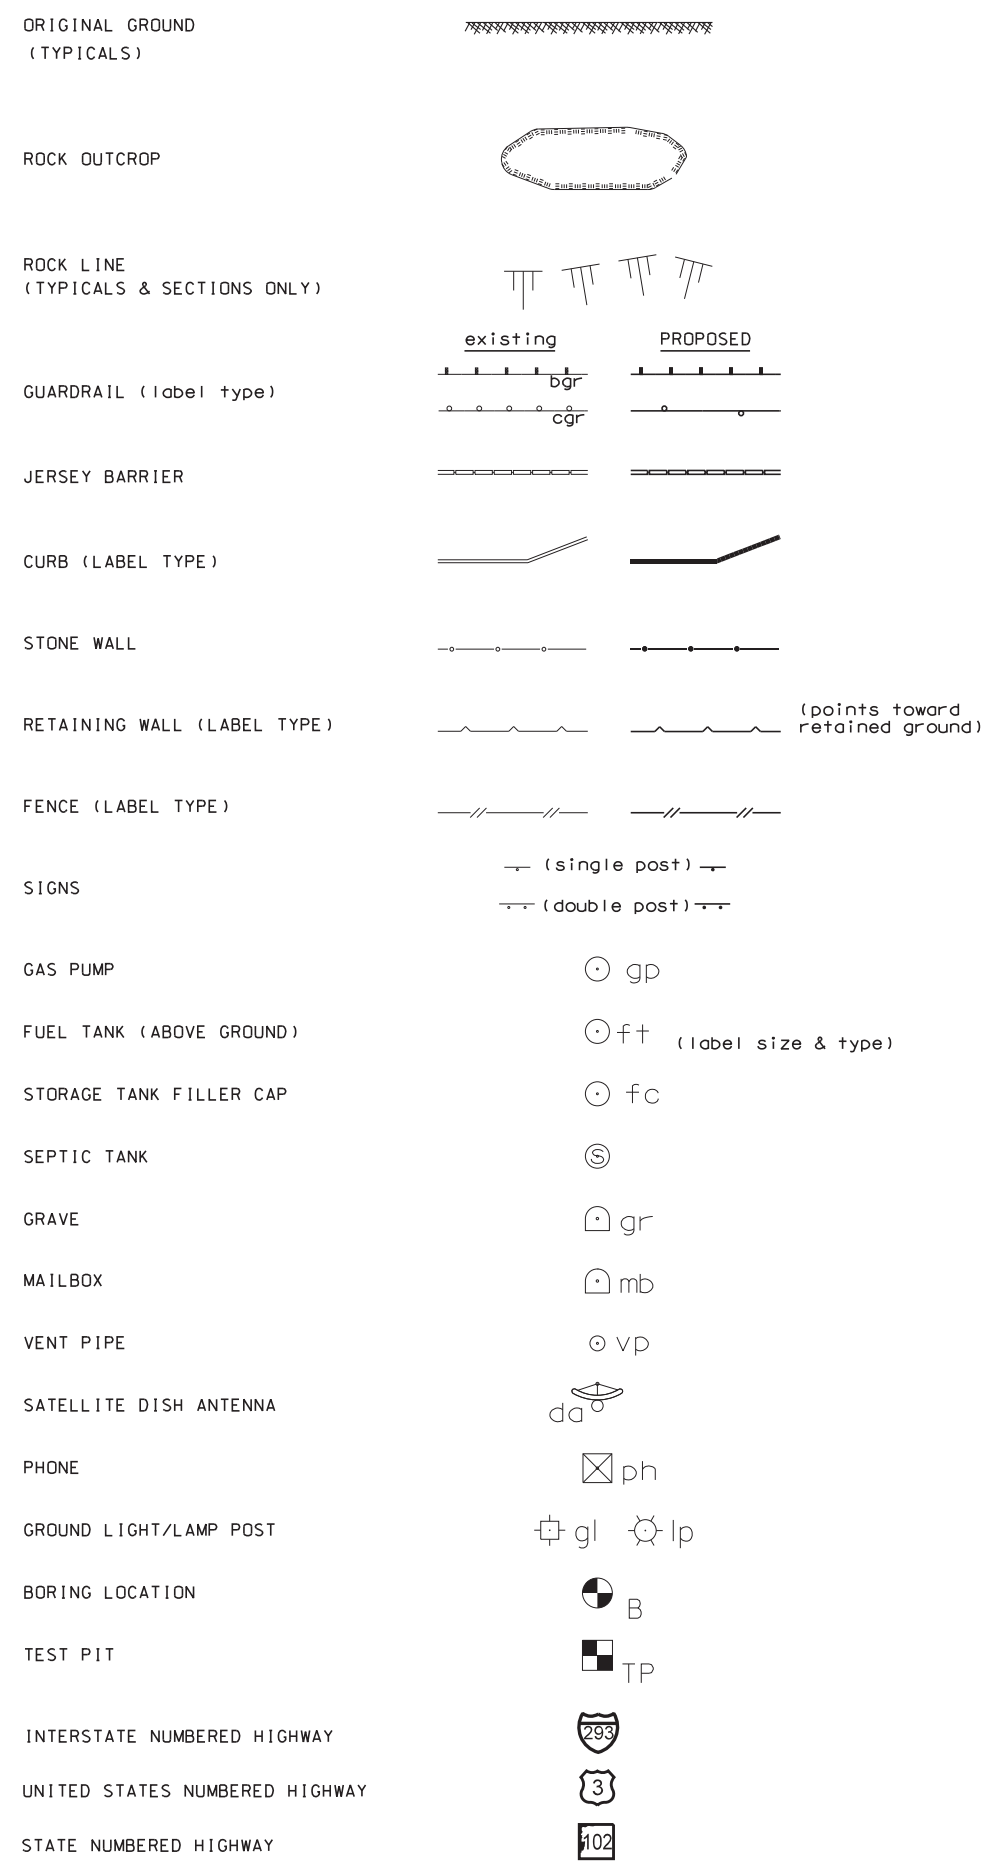 ORIGINAL GROUND
(TYPICALS)
ROCK OUTCROP
ROCK LINE
(TYPICALS & SECTIONS ONLY)
existing PROPOSED
GUARDRAIL (label type)
bgr
cgr
JERSEY BARRIER
CURB (LABEL TYPE)
STONE WALL
RETAINING WALL (LABEL TYPE)
(points toward
retained ground)
FENCE (LABEL TYPE)
SIGNS
(single post)
(double post)
GAS PUMP gp
FUEL TANK (ABOVE GROUND) ft (label size & type)
STORAGE TANK FILLER CAP fc
SEPTIC TANK S
GRAVE gr
MAILBOX mb
VENT PIPE vp
SATELLITE DISH ANTENNA da
PHONE ph
GROUND LIGHT/LAMP POST gl lp
BORING LOCATION B
TEST PIT TP
INTERSTATE NUMBERED HIGHWAY 293
UNITED STATES NUMBERED HIGHWAY 3
STATE NUMBERED HIGHWAY 102